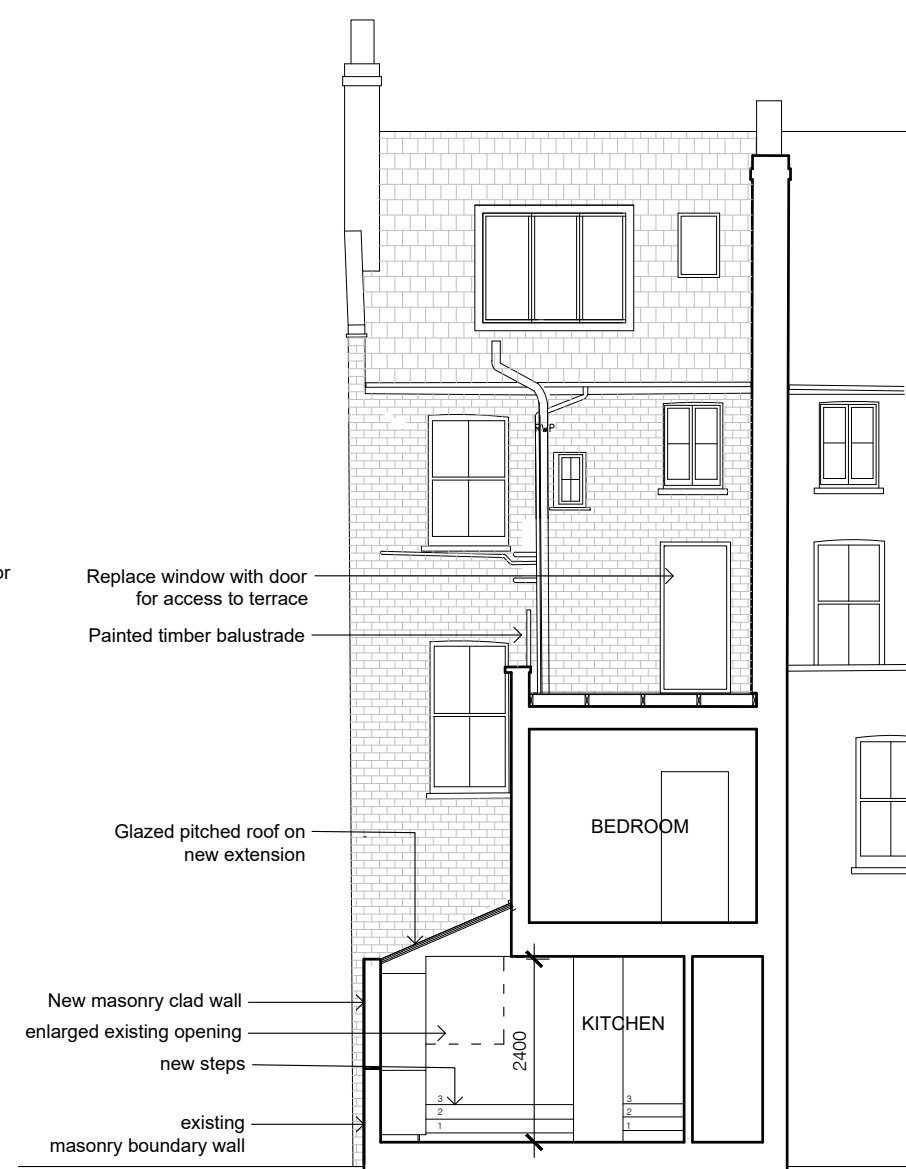 RWP
or
Replace window with door
for access to terrace
Painted timber balustrade
BEDROOM
Glazed pitched roof on
new extension
New masonry clad wall
enlarged existing opening
KITCHEN
2400
new steps
3
2
1
3
2
1
existing
masonry boundary wall